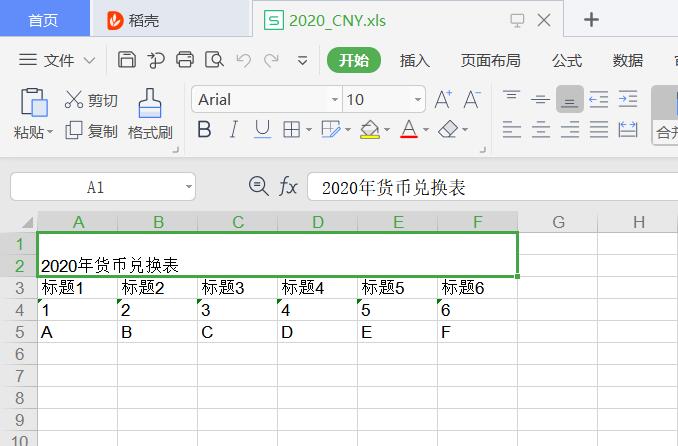 首页 稻壳 2020_CNY.xls
文件 开始 插入 页面布局 公式 数据
剪切 Arial 10 A+ A-
粘贴 复制 格式刷 B I U A
A1 fx 2020年货币兑换表
A B C D E F G H
1
2 2020年货币兑换表
3 标题1 标题2 标题3 标题4 标题5 标题6
4 1 2 3 4 5 6
5 A B C D E F
6
7
8
9
10